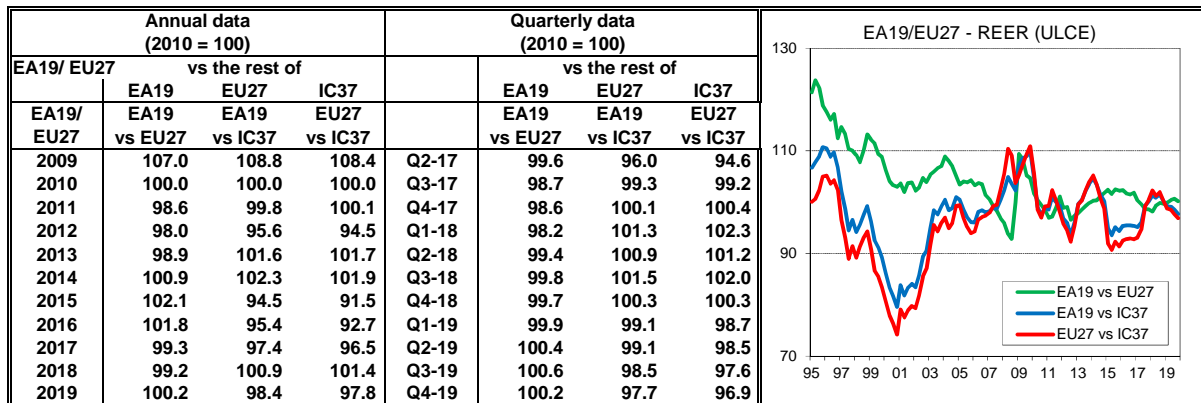 Annual data Quarterly data
(2010 = 100) (2010 = 100)
EA19/ EU27 vs the rest of vs the rest of
EA19 EU27 IC37 EA19 EU27 IC37
EA19/ EA19 EA19 EU27 EA19 EA19 EU27
EU27 vs EU27 vs IC37 vs IC37 vs EU27 vs IC37 vs IC37
2009 107.0 108.8 108.4 Q2-17 99.6 96.0 94.6
2010 100.0 100.0 100.0 Q3-17 98.7 99.3 99.2
2011 98.6 99.8 100.1 Q4-17 98.6 100.1 100.4
2012 98.0 95.6 94.5 Q1-18 98.2 101.3 102.3
2013 98.9 101.6 101.7 Q2-18 99.4 100.9 101.2
2014 100.9 102.3 101.9 Q3-18 99.8 101.5 102.0
2015 102.1 94.5 91.5 Q4-18 99.7 100.3 100.3
2016 101.8 95.4 92.7 Q1-19 99.9 99.1 98.7
2017 99.3 97.4 96.5 Q2-19 100.4 99.1 98.5
2018 99.2 100.9 101.4 Q3-19 100.6 98.5 97.6
2019 100.2 98.4 97.8 Q4-19 100.2 97.7 96.9
EA19/EU27 - REER (ULCE)
130
110
90
70
EA19 vs EU27
EA19 vs IC37
EU27 vs IC37
95 97 99 01 03 05 07 09 11 13 15 17 19